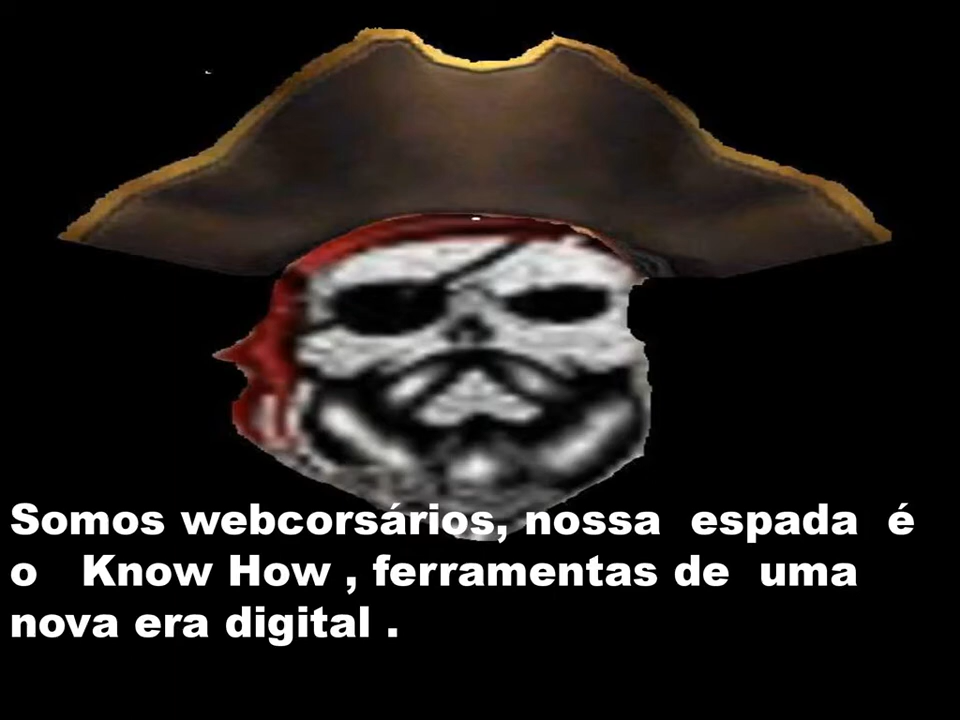 Somos webcorsários, nossa espada é
o Know How , ferramentas de uma
nova era digital .